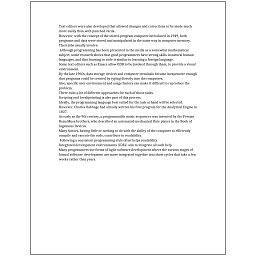 Text editors were also developed that allowed changes and corrections to be made much
more easily than with punched cards.
However, with the concept of the stored-program computer introduced in 1949, both
programs and data were stored and manipulated in the same way in computer memory.
Their jobs usually involve:
Although programming has been presented in the media as a somewhat mathematical
subject, some research shows that good programmers have strong skills in natural human
languages, and that learning to code is similar to learning a foreign language.
Some text editors such as Emacs allow GDB to be invoked through them, to provide a visual
environment.
By the late 1960s, data storage devices and computer terminals became inexpensive enough
that programs could be created by typing directly into the computers.
Also, specific user environment and usage history can make it difficult to reproduce the
problem.
There exist a lot of different approaches for each of those tasks.
Scripting and breakpointing is also part of this process.
Ideally, the programming language best suited for the task at hand will be selected.
However, Charles Babbage had already written his first program for the Analytical Engine in
1837.
As early as the 9th century, a programmable music sequencer was invented by the Persian
Banu Musa brothers, who described an automated mechanical flute player in the Book of
Ingenious Devices.
Many factors, having little or nothing to do with the ability of the computer to efficiently
compile and execute the code, contribute to readability.
Following a consistent programming style often helps readability.
Integrated development environments (IDEs) aim to integrate all such help.
Many programmers use forms of Agile software development where the various stages of
formal software development are more integrated together into short cycles that take a few
weeks rather than years.